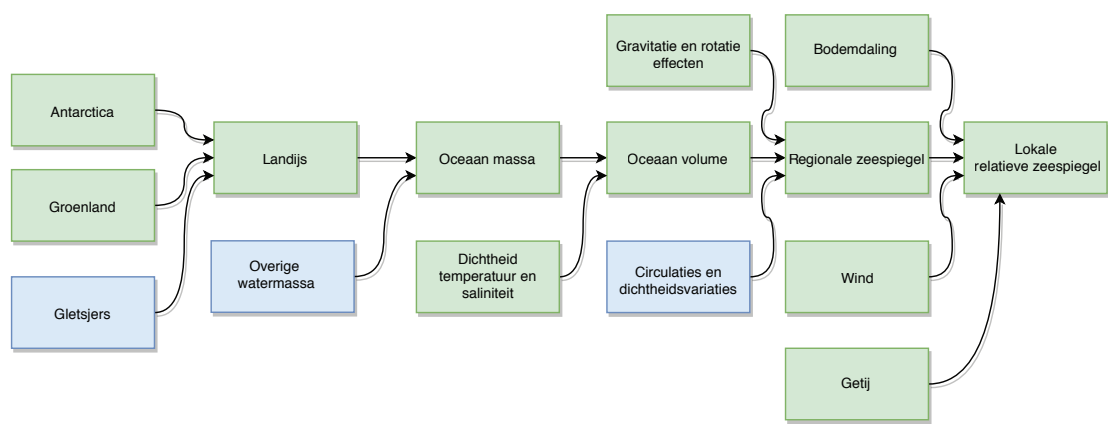 Gravitatie en rotatie
effecten
Bodemdaling
Antarctica
Landijs
Oceaan massa
Oceaan volume
Regionale zeespiegel
Lokale
relatieve zeespiegel
Groenland
Overige
watermassa
Dichtheid
temperatuur en
saliniteit
Circulaties en
dichtheidsvariaties
Wind
Gletsjers
Getij